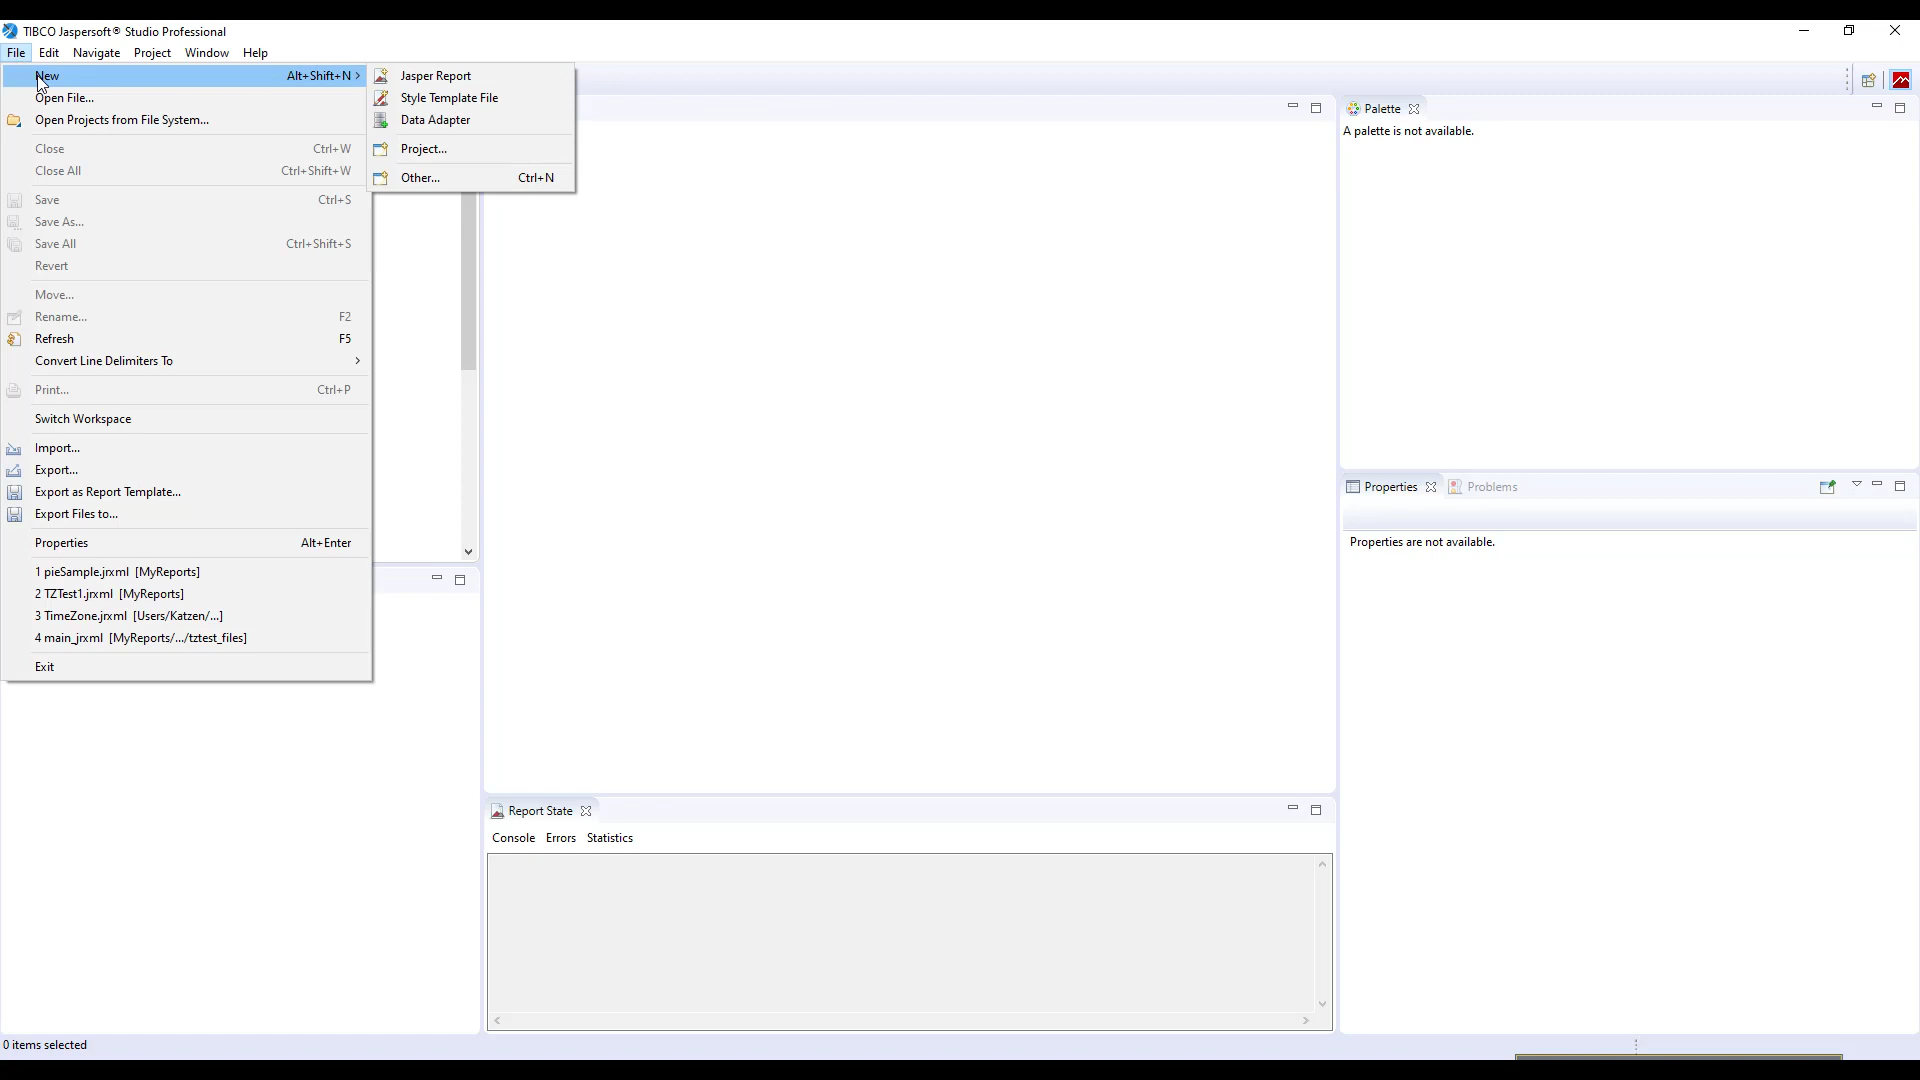 TIBCO Jaspersoft® Studio Professional
File Edit Navigate Project Window Help
New Alt+Shift+N
Open File...
Open Projects from File System...
Close Ctrl+W
Close All Ctrl+Shift+W
Save Ctrl+S
Save As...
Save All Ctrl+Shift+S
Revert
Move...
Rename... F2
Refresh F5
Convert Line Delimiters To
Print... Ctrl+P
Switch Workspace
Import...
Export...
Export as Report Template...
Export Files to...
Properties Alt+Enter
1 pieSample.jrxml [MyReports]
2 TZTest1.jrxml [MyReports]
3 TimeZone.jrxml [Users/Katzen/...]
4 main_jrxml [MyReports/.../tztest_files]
Exit
Jasper Report
Style Template File
Data Adapter
Project...
Other... Ctrl+N
Palette
A palette is not available.
Properties Problems
Properties are not available.
Report State
Console Errors Statistics
0 items selected